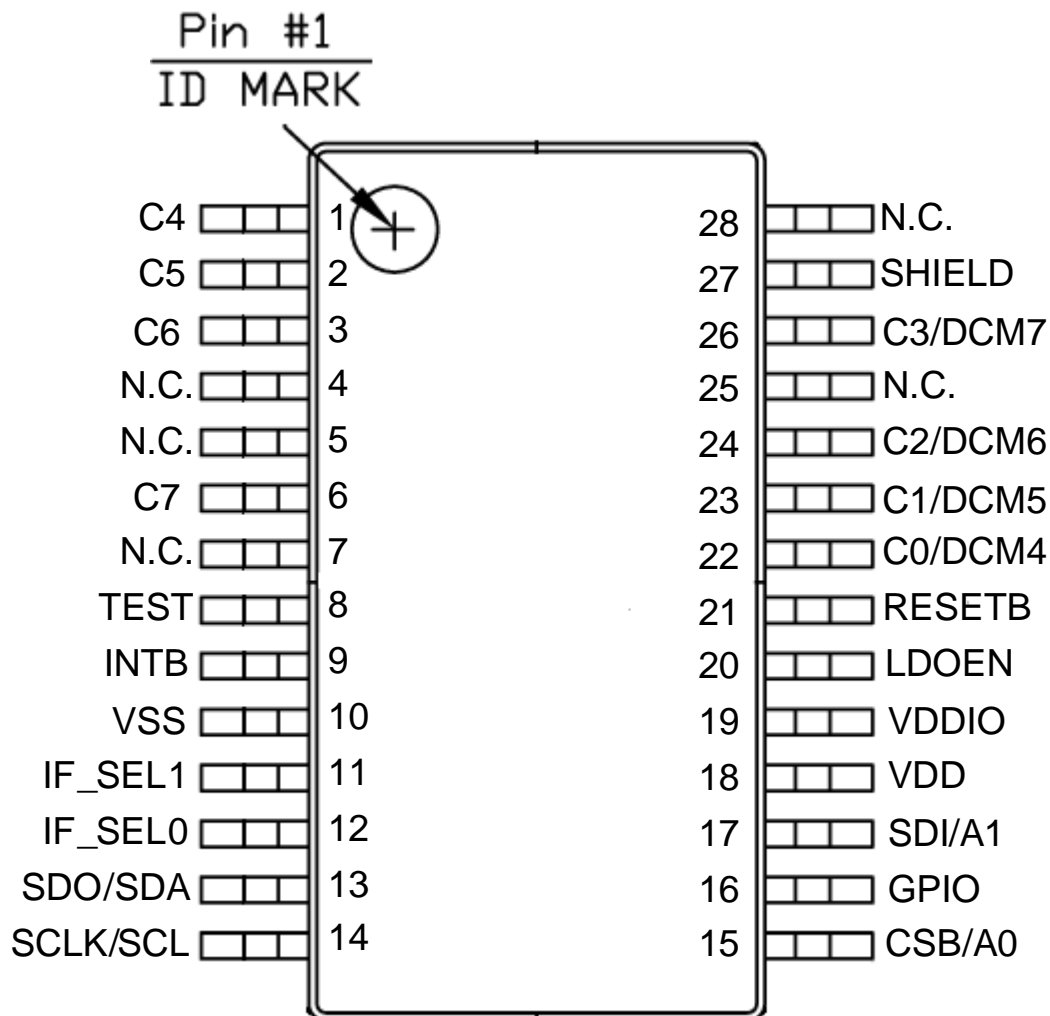 Pin #1
ID MARK
C4 1 28 N.C.
C5 2 27 SHIELD
C6 3 26 C3/DCM7
N.C. 4 25 N.C.
N.C. 5 24 C2/DCM6
C7 6 23 C1/DCM5
N.C. 7 22 C0/DCM4
TEST 8 21 RESETB
INTB 9 20 LDOEN
VSS 10 19 VDDIO
IF_SEL1 11 18 VDD
IF_SEL0 12 17 SDI/A1
SDO/SDA 13 16 GPIO
SCLK/SCL 14 15 CSB/A0